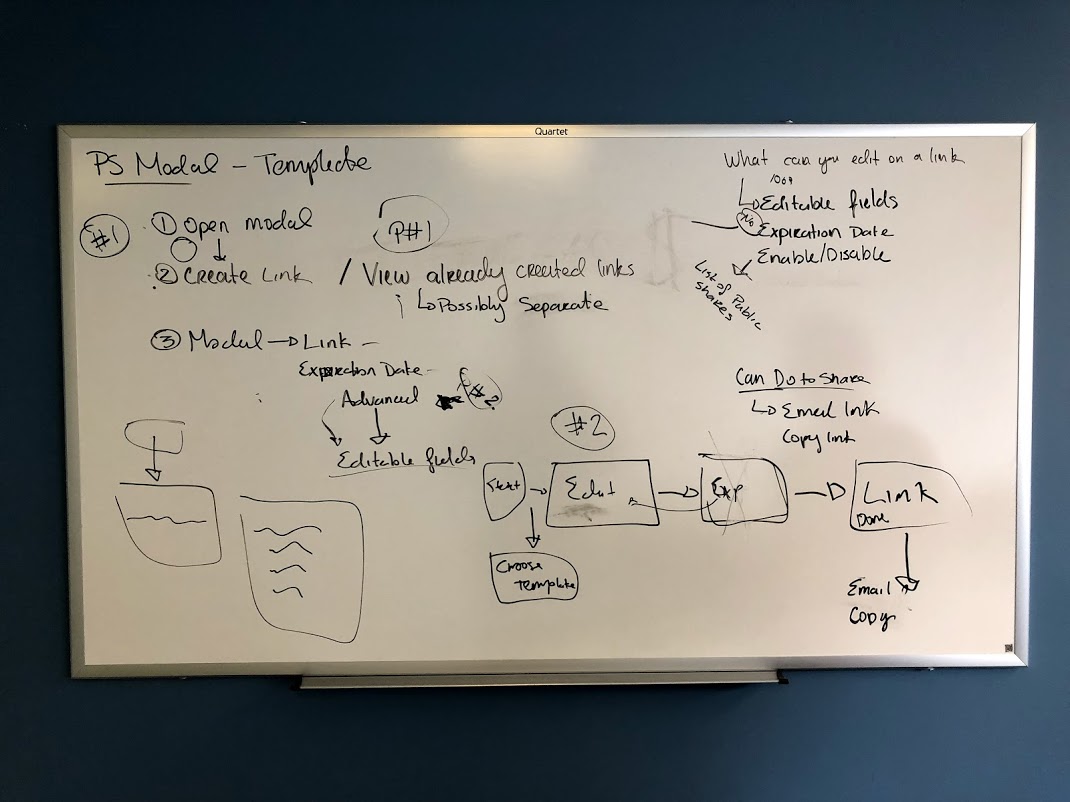 Quartet
PS Modal - Template
#1
① Open modal
② Create Link / View already created links
↳ Possibly Separate
P#1
③ Modal → Link -
Expiration Date -
Advanced
#2
Editable fields
What can you edit on a link
↳ Editable fields
No
Expiration Date
Enable/Disable
List of Public
shares
Can Do to Share
↳ Email link
Copy link
#2
→ Edit → Exp → Link
Done
Choose
Template
Email
Copy